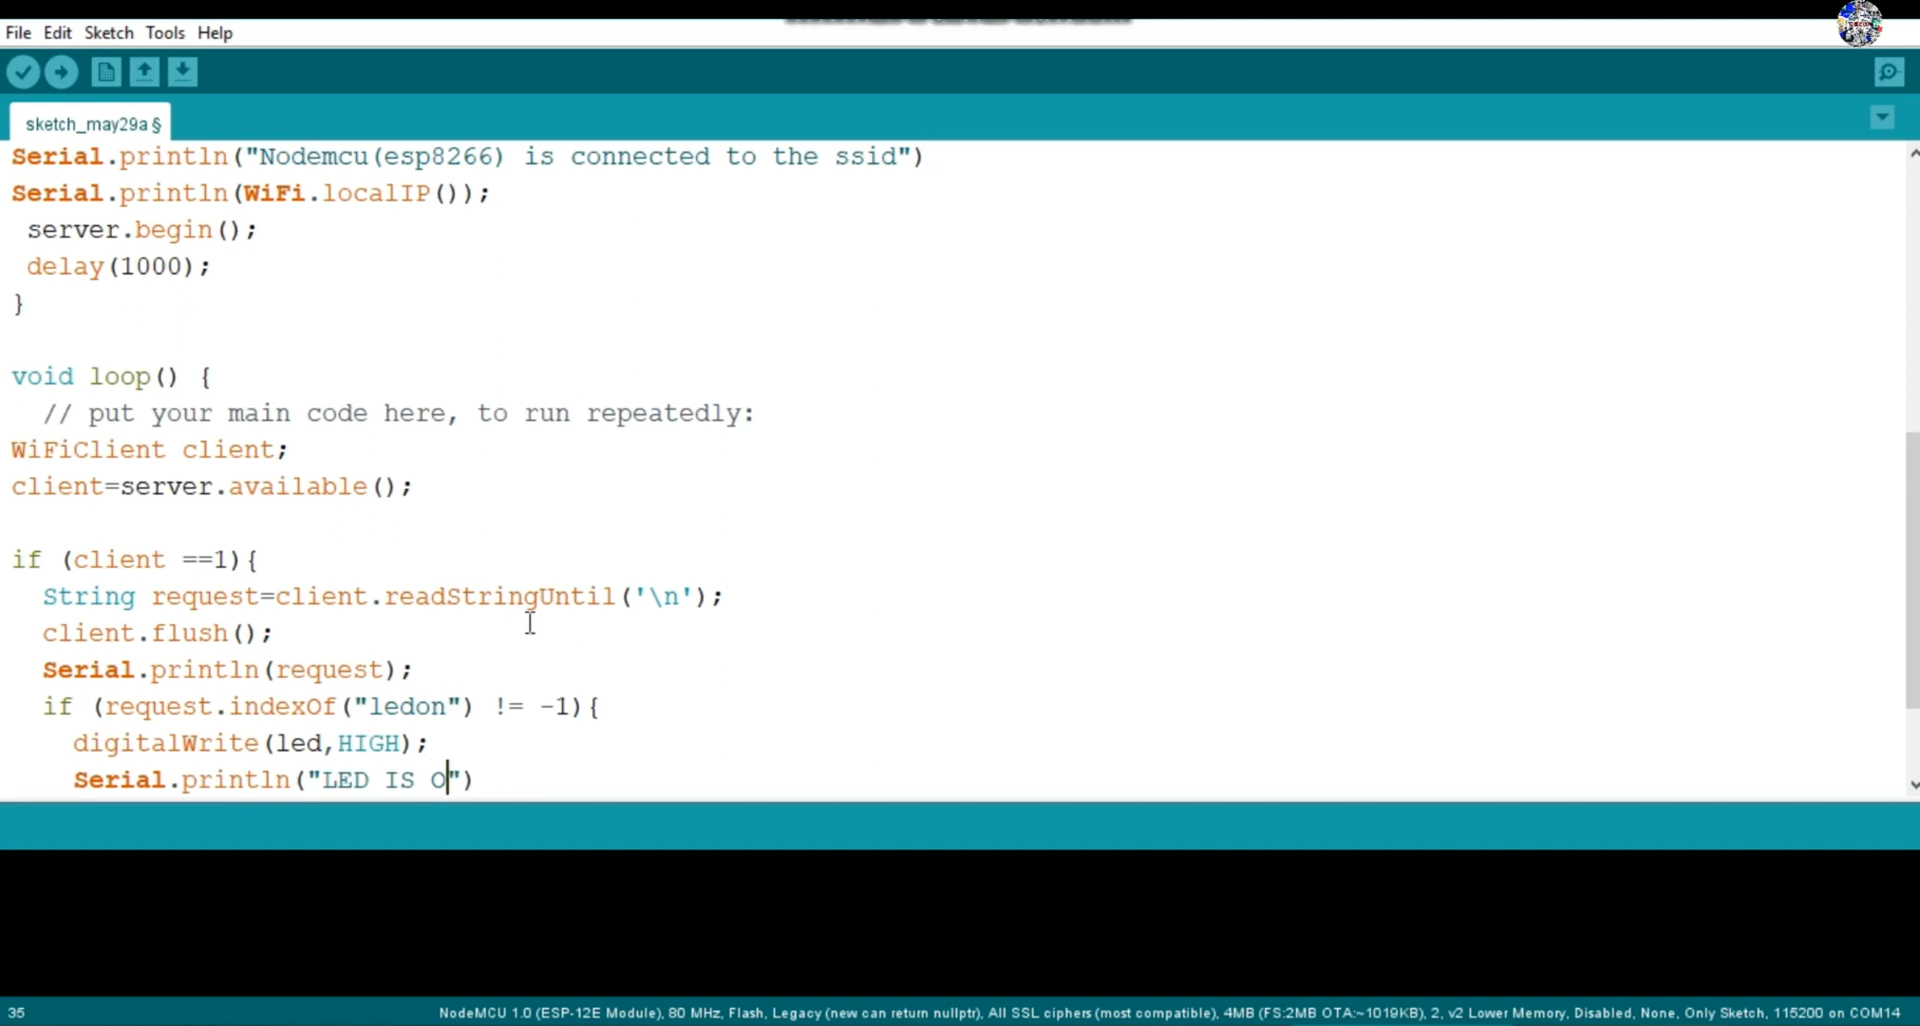 File Edit Sketch Tools Help
sketch_may29a §
Serial.println("Nodemcu(esp8266) is connected to the ssid")
Serial.println(WiFi.localIP());
server.begin();
delay(1000);
}
void loop() {
// put your main code here, to run repeatedly:
WiFiClient client;
client=server.available();
if (client ==1){
String request=client.readStringUntil('\n');
client.flush();
Serial.println(request);
if (request.indexOf("ledon") != -1){
digitalWrite(led,HIGH);
Serial.println("LED IS O")
35 NodeMCU 1.0 (ESP-12E Module), 80 MHz, Flash, Legacy (new can return nullptr), All SSL ciphers (most compatible), 4MB (FS:2MB OTA:~1019KB), 2, v2 Lower Memory, Disabled, None, Only Sketch, 115200 on COM14